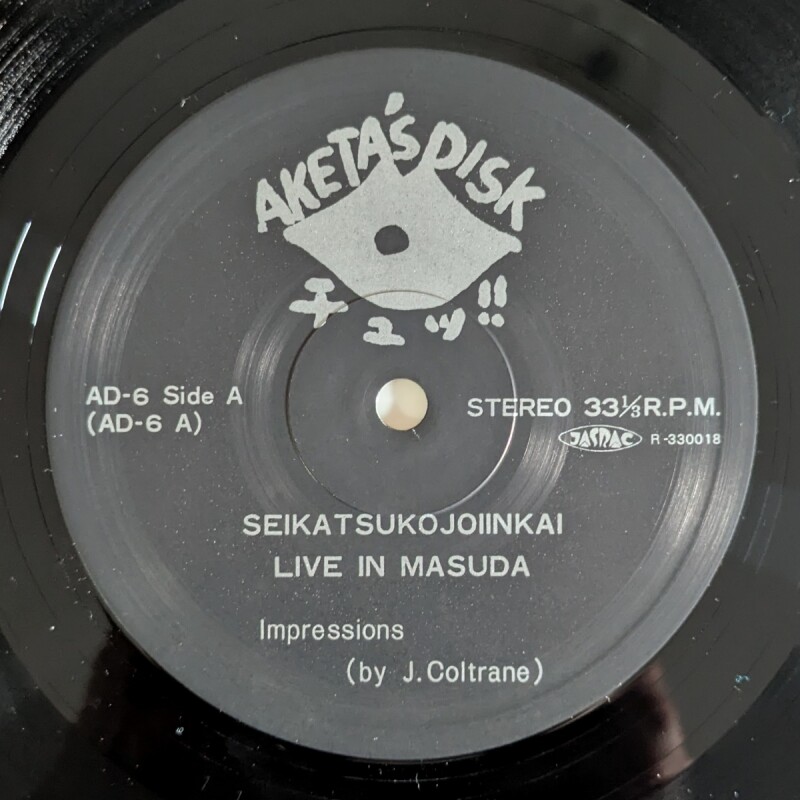 AKETA'S DISK
チュッ!!
AD-6 Side A
(AD-6 A)
STEREO 33⅓R.P.M.
JASRAC R-330018
SEIKATSUKOJOIINKAI
LIVE IN MASUDA
Impressions
(by J.Coltrane)